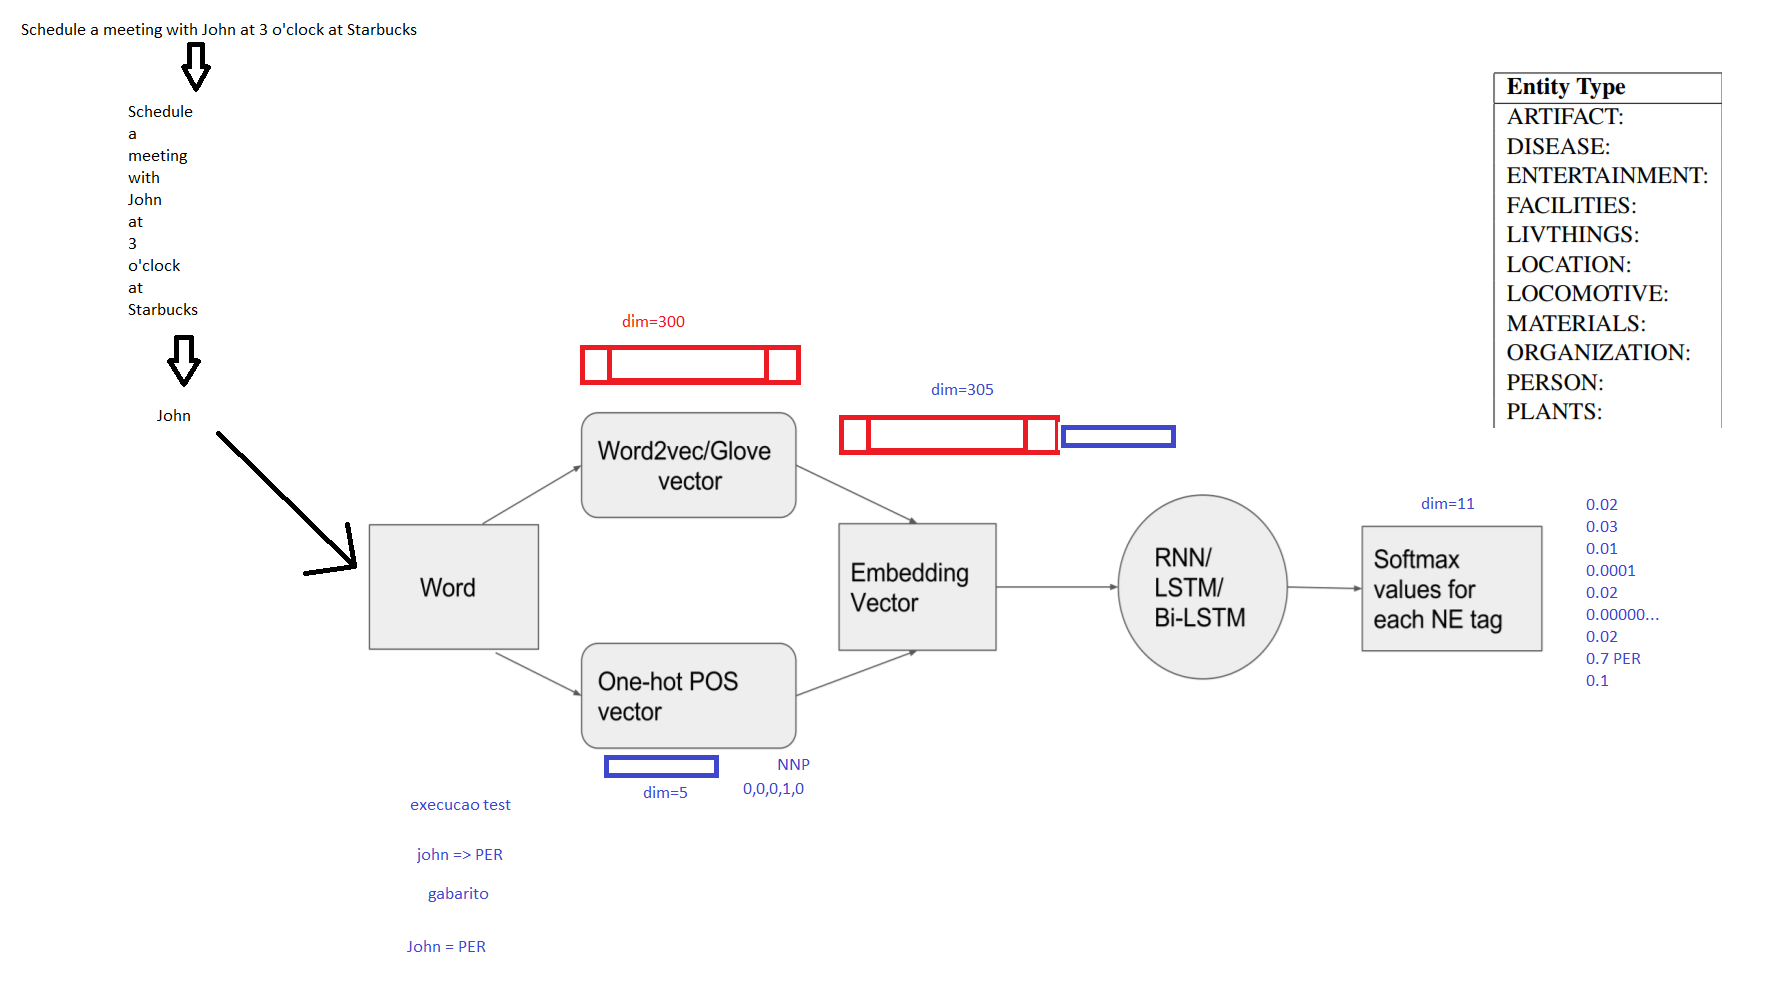 Schedule a meeting with John at 3 o'clock at Starbucks
Schedule
a
meeting
with
John
at
3
o'clock
at
Starbucks
John
Word
dim=300
Word2vec/Glove
vector
One-hot POS
vector
dim=5
NNP
0,0,0,1,0
dim=305
Embedding
Vector
RNN/
LSTM/
Bi-LSTM
dim=11
Softmax
values for
each NE tag
0.02
0.03
0.01
0.0001
0.02
0.00000...
0.02
0.7 PER
0.1
Entity Type
ARTIFACT:
DISEASE:
ENTERTAINMENT:
FACILITIES:
LIVTHINGS:
LOCATION:
LOCOMOTIVE:
MATERIALS:
ORGANIZATION:
PERSON:
PLANTS:
execucao test
john => PER
gabarito
John = PER